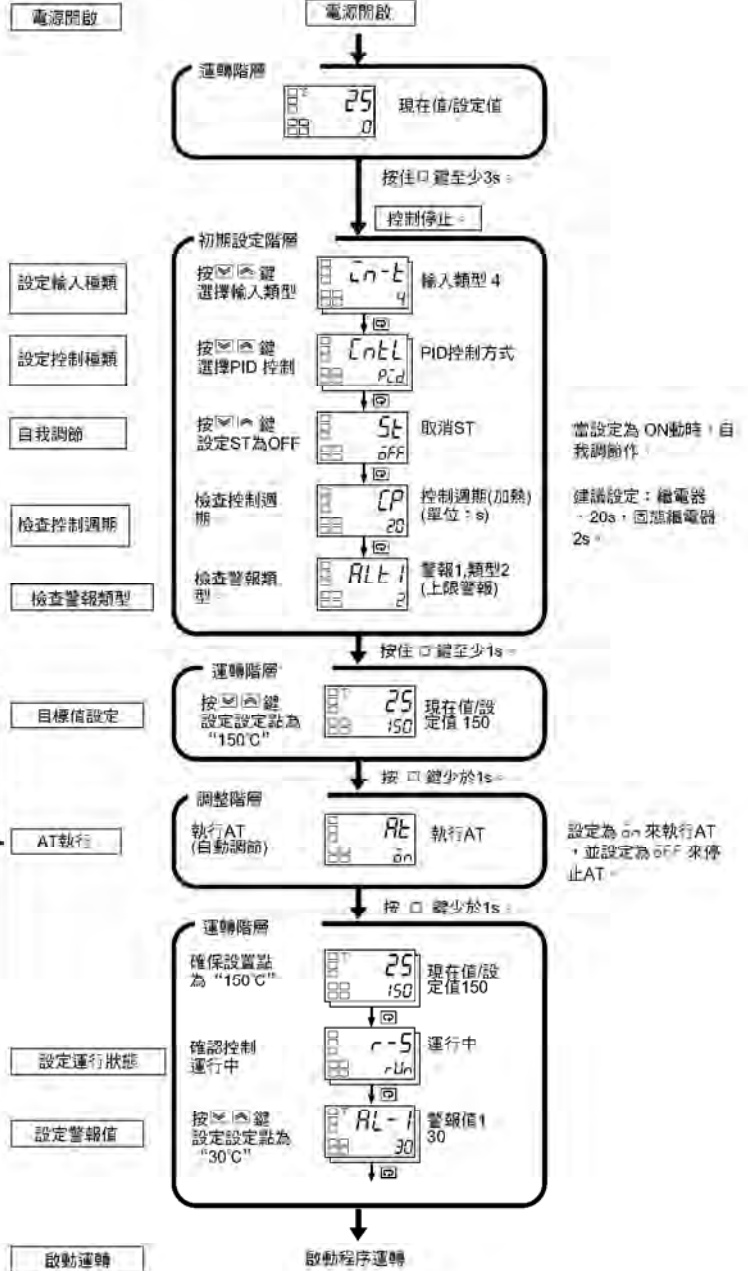 電源開啟
電源開啟
運轉階層
25
0
現在值/設定值
按住口鍵至少3s。
控制停止。
初期設定階層
設定輸入種類
按 鍵
選擇輸入類型
in-t
4
輸入類型 4
設定控制種類
按 鍵
選擇PID 控制
CntL
Pid
PID控制方式
自我調節
按 鍵
設定ST為OFF
St
oFF
取消ST
當設定為 ON動時，自
我調節作
檢查控制週期
檢查控制週
期
CP
20
控制週期(加熱)
(單位：s)
建議設定：繼電器
20s，固態繼電器
2s。
檢查警報類型
檢查警報類
型
ALt1
2
警報1,類型2
(上限警報)
按住 口 鍵至少1s。
運轉階層
目標值設定
按 鍵
設定設定點為
“150℃”
25
150
現在值/設
定值 150
按 口 鍵少於1s。
調整階層
AT執行
執行AT
(自動調節)
At
on
執行AT
設定為 on 來執行AT
，並設定為 oFF 來停
止AT。
按 口 鍵少於1s。
運轉階層
確保設置點
為 “150℃”
25
150
現在值/設
定值150
設定運行狀態
確認控制
運行中
r-S
rUn
運行中
設定警報值
按 鍵
設定設定點為
“30℃”
AL-1
30
警報值1
30
啟動運轉
啟動程序運轉